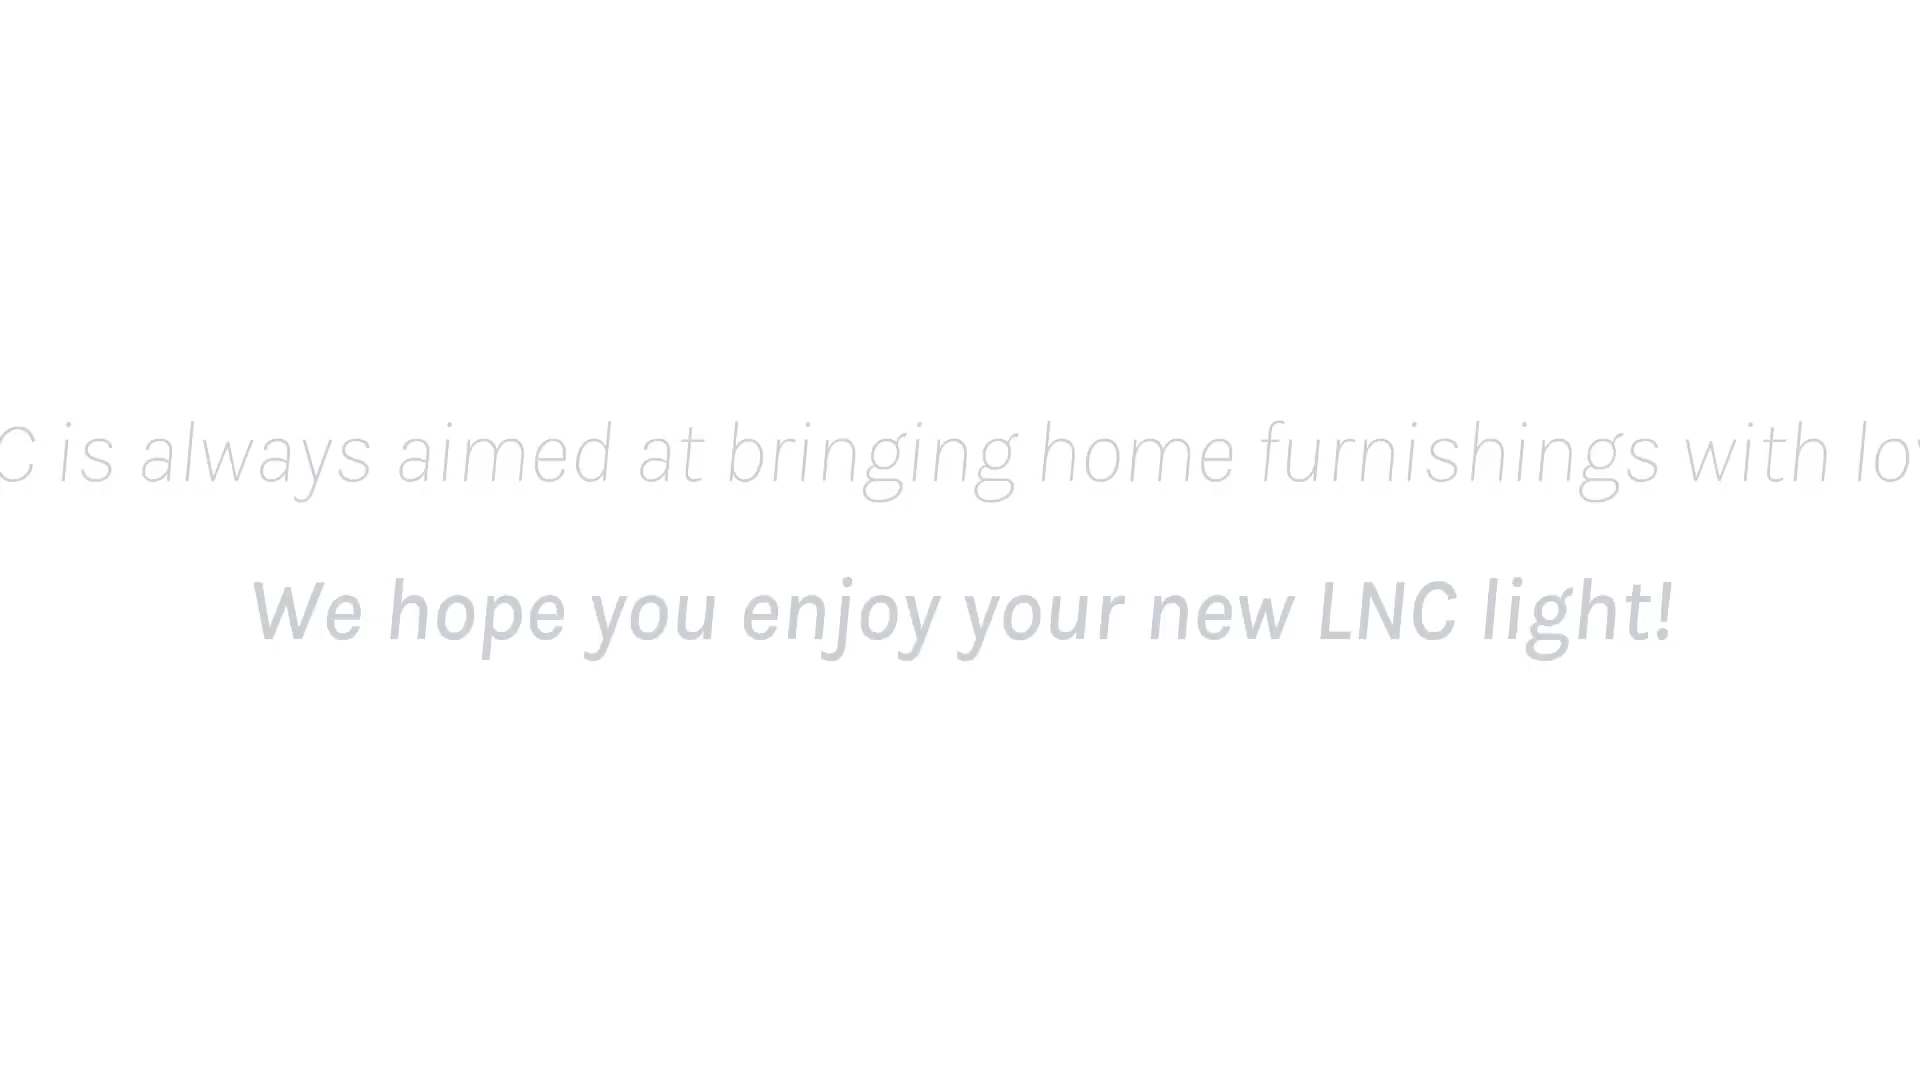 C is always aimed at bringing home furnishings with lo
We hope you enjoy your new LNC light!